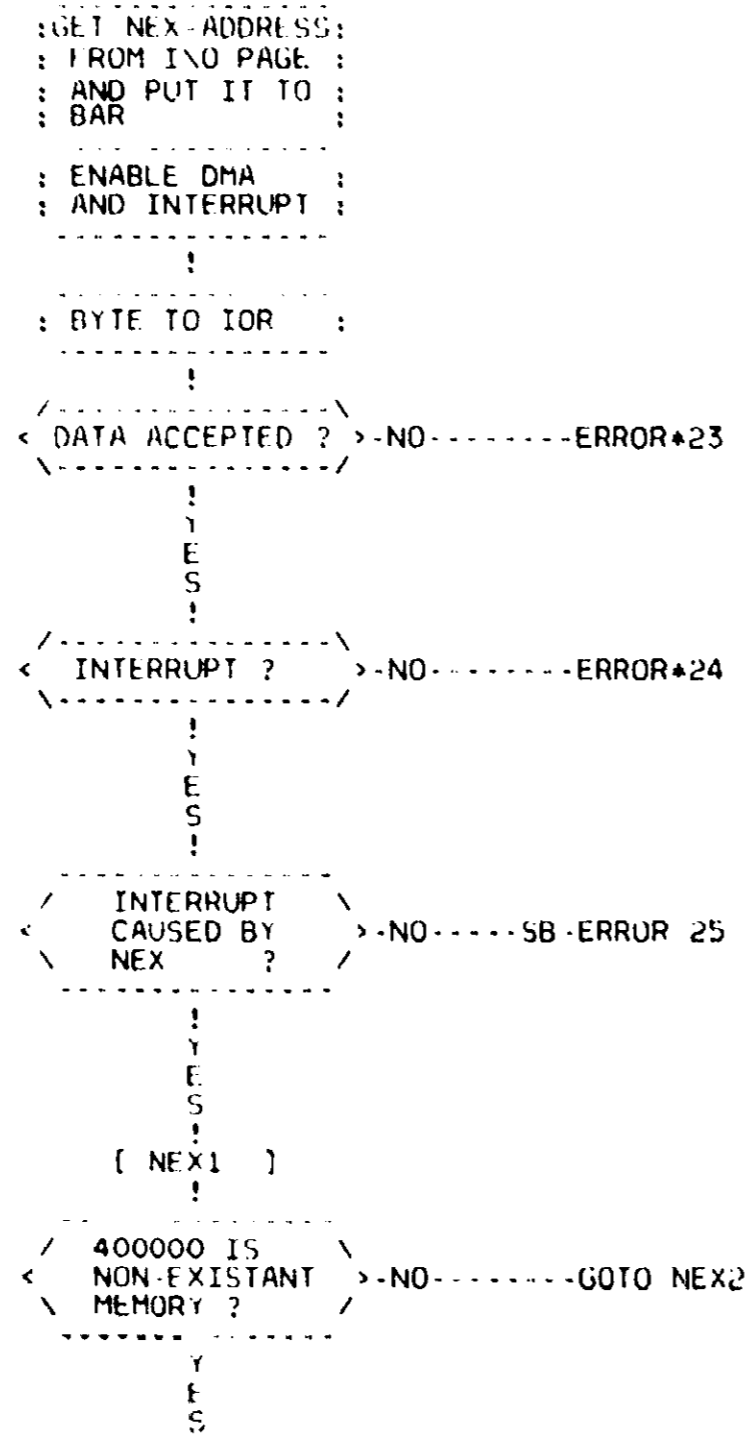 :GET NEX-ADDRESS:
: FROM I\O PAGE :
: AND PUT IT TO :
: BAR :
- - - - - - - - - - - - - -
: ENABLE DMA :
: AND INTERRUPT :
- - - - - - - - - - - - - -
!
- - - - - - - - - - - - - -
: BYTE TO IOR :
- - - - - - - - - - - - - -
!
/- - - - - - - - - - - - - - -\
< DATA ACCEPTED ? >-NO- - - - - - - -ERROR*23
\- - - - - - - - - - - - - - -/
!
Y
E
S
!
/- - - - - - - - - - - - - - -\
< INTERRUPT ? >-NO- - - - - - - -ERROR*24
\- - - - - - - - - - - - - - -/
!
Y
E
S
!
- - - - - - - - - - - - - -
/ INTERRUPT \
< CAUSED BY >-NO- - - - -SB-ERROR 25
\ NEX ? /
- - - - - - - - - - - - - -
!
Y
E
S
!
[ NEX1 ]
!
- - - - - - - - - - - - - -
/ 400000 IS \
< NON-EXISTANT >-NO- - - - - - - -GOTO NEX2
\ MEMORY ? /
- - - - - - - - - - - - - -
Y
E
S